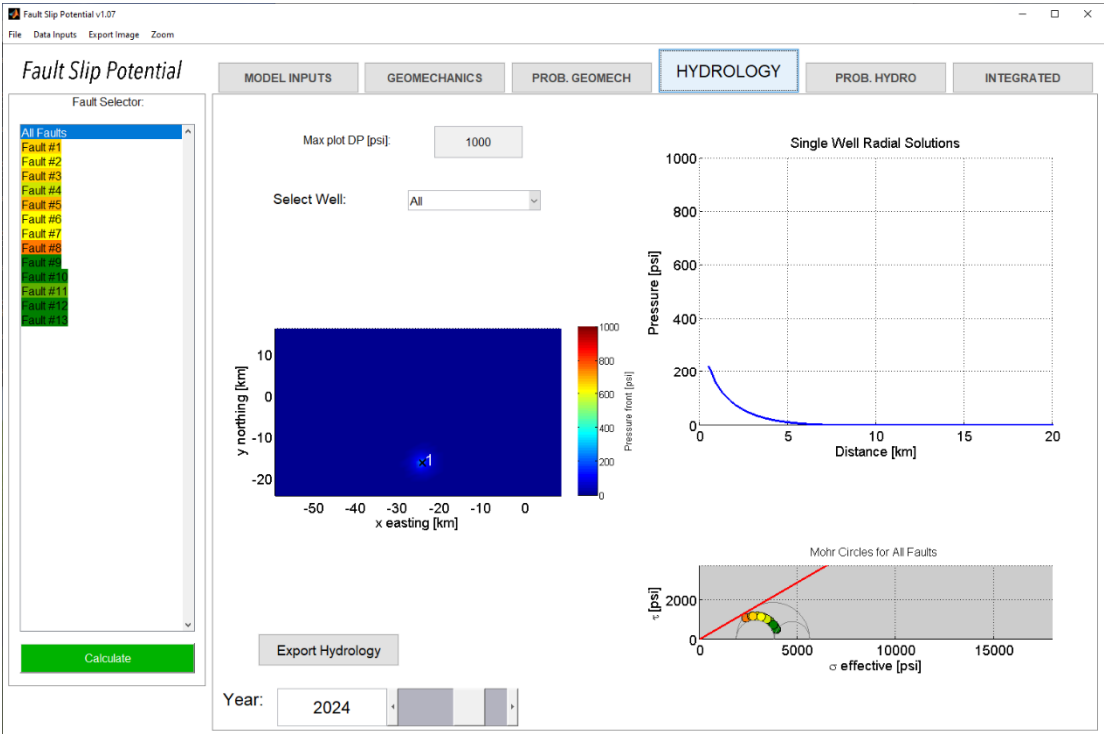 Fault Slip Potential v1.07
File Data Inputs Export Image Zoom
Fault Slip Potential
MODEL INPUTS GEOMECHANICS PROB. GEOMECH HYDROLOGY PROB. HYDRO INTEGRATED
Fault Selector:
All Faults
Fault #1
Fault #2
Fault #3
Fault #4
Fault #5
Fault #6
Fault #7
Fault #8
Fault #9
Fault #10
Fault #11
Fault #12
Fault #13
Calculate
Max plot DP [psi]: 1000
Select Well: All
10
0
-10
-20
y northing [km]
1
-50 -40 -30 -20 -10 0
x easting [km]
1000
800
600
400
200
0
Pressure front [psi]
Export Hydrology
Year: 2024
Single Well Radial Solutions
1000
800
600
400
200
0
Pressure [psi]
0 5 10 15 20
Distance [km]
Mohr Circles for All Faults
2000
0
τ [psi]
0 5000 10000 15000
σ effective [psi]